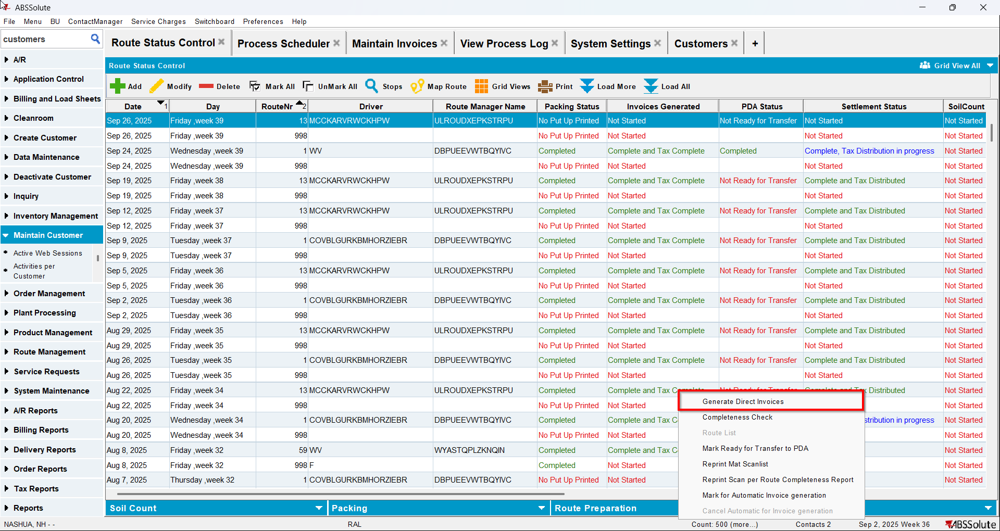 ABSSolute
File Menu BU ContactManager Service Charges Switchboard Preferences Help
customers
Route Status Control Process Scheduler Maintain Invoices View Process Log System Settings Customers +
Route Status Control Grid View All
Add Modify Delete Mark All UnMark All Stops Map Route Grid Views Print Load More Load All
A/R
Application Control
Billing and Load Sheets
Cleanroom
Create Customer
Data Maintenance
Deactivate Customer
Inquiry
Inventory Management
Maintain Customer
Active Web Sessions
Activities per
Customer
Order Management
Plant Processing
Product Management
Route Management
Service Requests
System Maintenance
A/R Reports
Billing Reports
Delivery Reports
Order Reports
Tax Reports
Reports
Date 1 Day RouteNr 2 Driver Route Manager Name Packing Status Invoices Generated PDA Status Settlement Status SoilCount
Sep 26, 2025 Friday ,week 39 13 MCCKARVRWCKHPW ULROUDXEPKSTRPU No Put Up Printed Not Started Not Ready for Transfer Not Started Not Started
Sep 26, 2025 Friday ,week 39 998 No Put Up Printed Not Started Not Started Not Started
Sep 24, 2025 Wednesday ,week 39 1 WV DBPUEEVWTBQYIVC Completed Complete and Tax Complete Completed Complete, Tax Distribution in progress Not Started
Sep 24, 2025 Wednesday ,week 39 998 No Put Up Printed Not Started Not Started Not Started
Sep 19, 2025 Friday ,week 38 13 MCCKARVRWCKHPW ULROUDXEPKSTRPU Completed Complete and Tax Complete Not Ready for Transfer Complete and Tax Distributed Not Started
Sep 19, 2025 Friday ,week 38 998 No Put Up Printed Not Started Not Started Not Started
Sep 12, 2025 Friday ,week 37 13 MCCKARVRWCKHPW ULROUDXEPKSTRPU Completed Complete and Tax Complete Not Ready for Transfer Complete and Tax Distributed Not Started
Sep 12, 2025 Friday ,week 37 998 No Put Up Printed Not Started Not Started Not Started
Sep 9, 2025 Tuesday ,week 37 1 COVBLGURKBMHORZIEBR DBPUEEVWTBQYIVC Completed Complete and Tax Complete Not Ready for Transfer Complete and Tax Distributed Not Started
Sep 9, 2025 Tuesday ,week 37 998 No Put Up Printed Not Started Not Started Not Started
Sep 5, 2025 Friday ,week 36 13 MCCKARVRWCKHPW ULROUDXEPKSTRPU Completed Complete and Tax Complete Not Ready for Transfer Complete and Tax Distributed Not Started
Sep 5, 2025 Friday ,week 36 998 No Put Up Printed Not Started Not Started Not Started
Sep 2, 2025 Tuesday ,week 36 1 COVBLGURKBMHORZIEBR DBPUEEVWTBQYIVC Completed Complete and Tax Complete Not Ready for Transfer Complete and Tax Distributed Not Started
Sep 2, 2025 Tuesday ,week 36 998 No Put Up Printed Not Started Not Started Not Started
Aug 29, 2025 Friday ,week 35 13 MCCKARVRWCKHPW ULROUDXEPKSTRPU Completed Complete and Tax Complete Not Ready for Transfer Complete and Tax Distributed Not Started
Aug 29, 2025 Friday ,week 35 998 No Put Up Printed Not Started Not Started Not Started
Aug 26, 2025 Tuesday ,week 35 1 COVBLGURKBMHORZIEBR DBPUEEVWTBQYIVC Completed Complete and Tax Complete Not Ready for Transfer Complete and Tax Distributed Not Started
Aug 26, 2025 Tuesday ,week 35 998 No Put Up Printed Not Started Not Started Not Started
Aug 22, 2025 Friday ,week 34 13 MCCKARVRWCKHPW ULROUDXEPKSTRPU Completed Complete and Tax Complete Not Ready for Transfer Complete and Tax Distributed Not Started
Aug 22, 2025 Friday ,week 34 998 No Put Up Printed Not Started Not Started
Aug 20, 2025 Wednesday ,week 34 1 COVBLGURKBMHORZIEBR DBPUEEVWTBQYIVC Completed Complete and Tax C stribution in progress Not Started
Aug 20, 2025 Wednesday ,week 34 998 No Put Up Printed Not Started Not Started
Aug 8, 2025 Friday ,week 32 59 WV WYASTQPLZKNQIN Completed Complete and Tax C Not Started
Aug 8, 2025 Friday ,week 32 998 F Completed Not Started Not Started
Aug 7, 2025 Thursday ,week 32 1 COVBLGURKBMHORZIEBR DBPUEEVWTBQYIVC No Put Up Printed Not Started Not Started
Generate Direct Invoices
Completeness Check
Route List
Mark Ready for Transfer to PDA
Reprint Mat Scanlist
Reprint Scan per Route Completeness Report
Mark for Automatic Invoice generation
Cancel Automatic for Invoice generation
Soil Count Packing Route Preparation
NASHUA, NH - - RAL Count: 500 (more...) Contacts 2 Sep 2, 2025 Week 36 ABSSolute